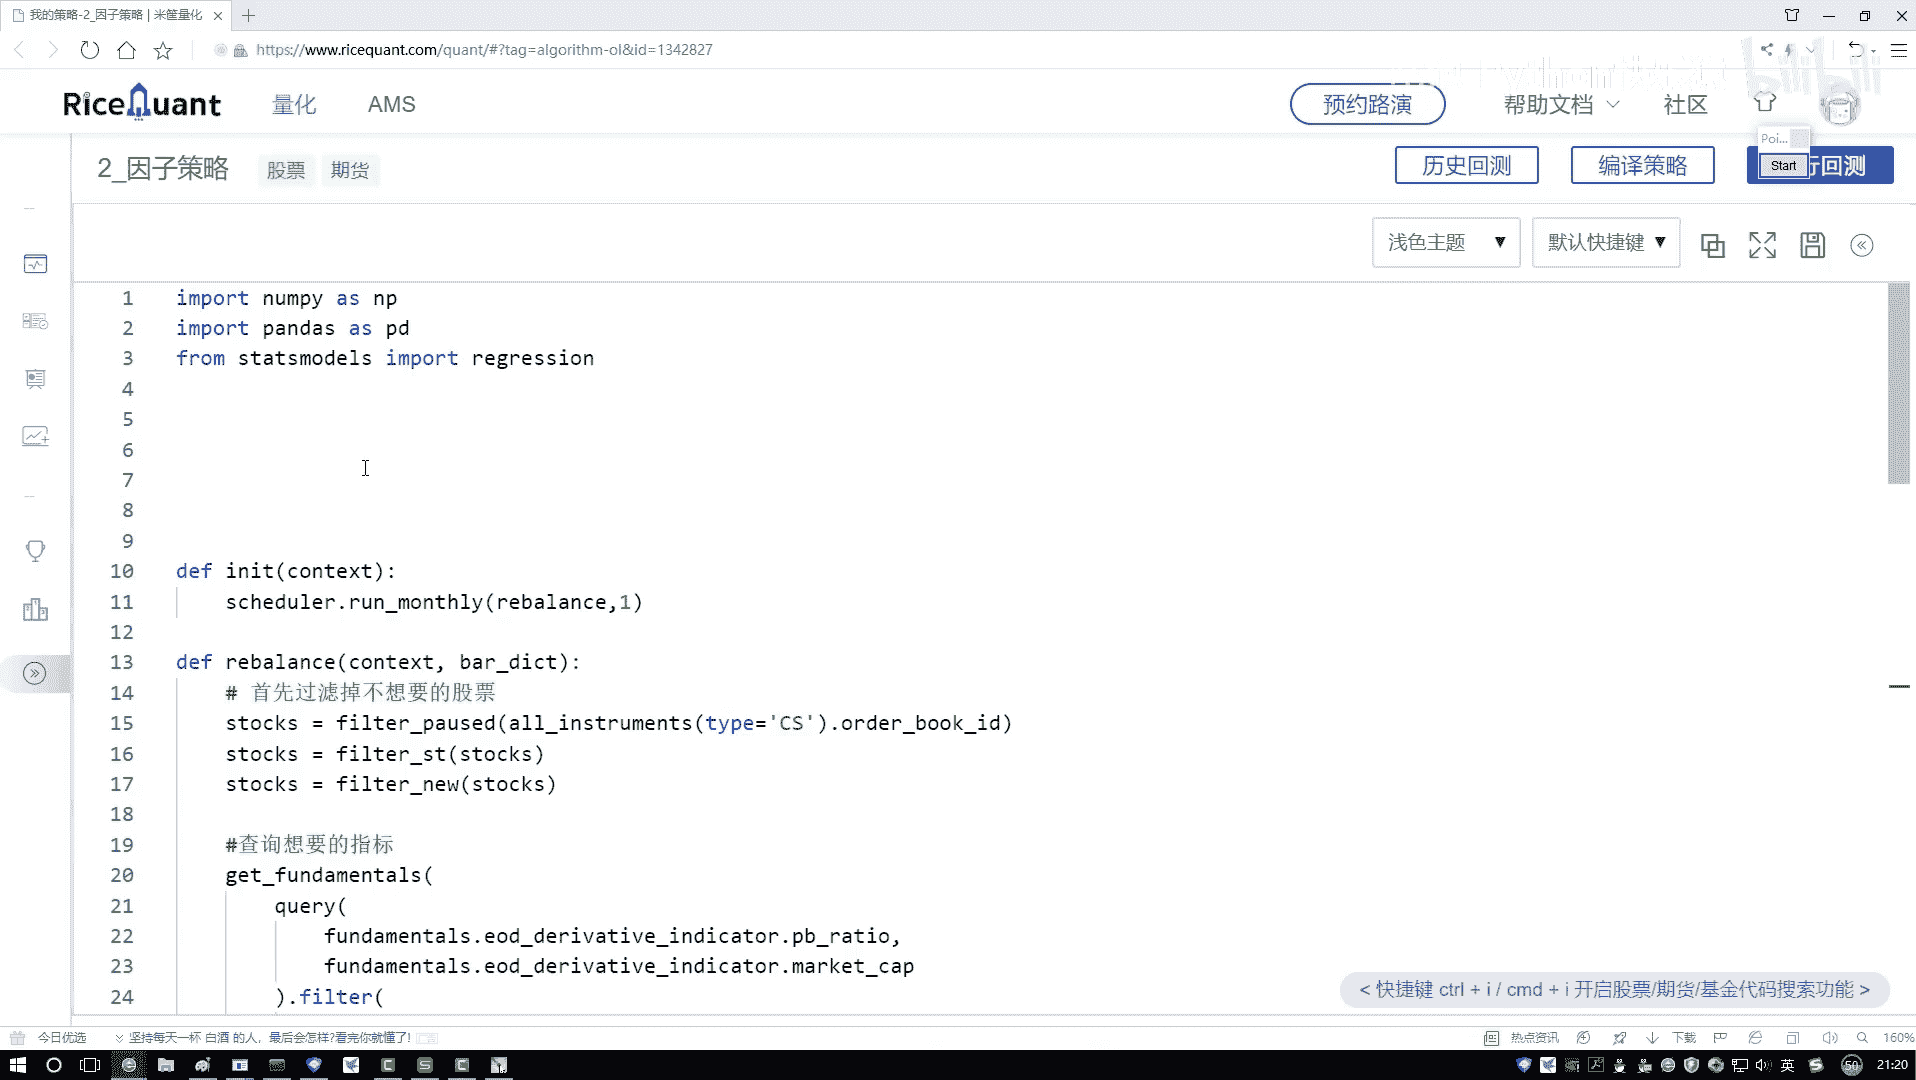 我的策略-2_因子策略 | 米筐量化
https://www.ricequant.com/quant/#?tag=algorithm-ol&id=1342827
RiceQuant 量化 AMS 预约路演 帮助文档 社区
Poi...
2_因子策略 股票 期货 历史回测 编译策略 Start 行回测
浅色主题 ▼ 默认快捷键 ▼
1 import numpy as np
2 import pandas as pd
3 from statsmodels import regression
4
5
6
7
8
9
10 def init(context):
11 scheduler.run_monthly(rebalance,1)
12
13 def rebalance(context, bar_dict):
14 # 首先过滤掉不想要的股票
15 stocks = filter_paused(all_instruments(type='CS').order_book_id)
16 stocks = filter_st(stocks)
17 stocks = filter_new(stocks)
18
19 #查询想要的指标
20 get_fundamentals(
21 query(
22 fundamentals.eod_derivative_indicator.pb_ratio,
23 fundamentals.eod_derivative_indicator.market_cap
24 ).filter(
< 快捷键 ctrl + i / cmd + i 开启股票/期货/基金代码搜索功能 >
今日优选 坚持每天一杯 白酒 的人，最后会怎样?看完你就懂了! 热点资讯 下载 160%
英 50 21:20